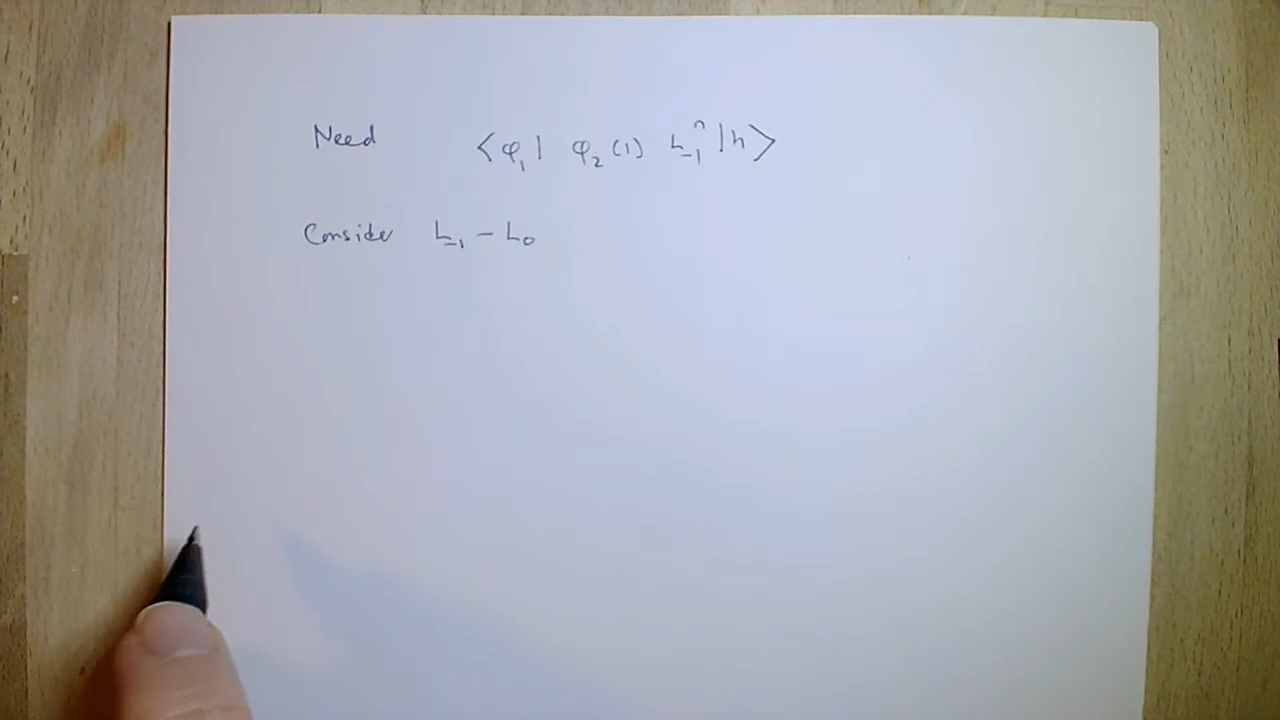 Need ⟨φ₁| φ₂(1) L₋₁ⁿ |h⟩
Consider L₋₁ − L₀